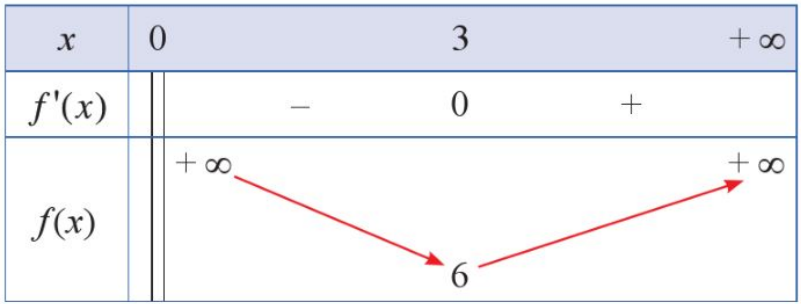 x 0 3 + ∞
f'(x) − 0 + 
+ ∞ + ∞
f(x)
6